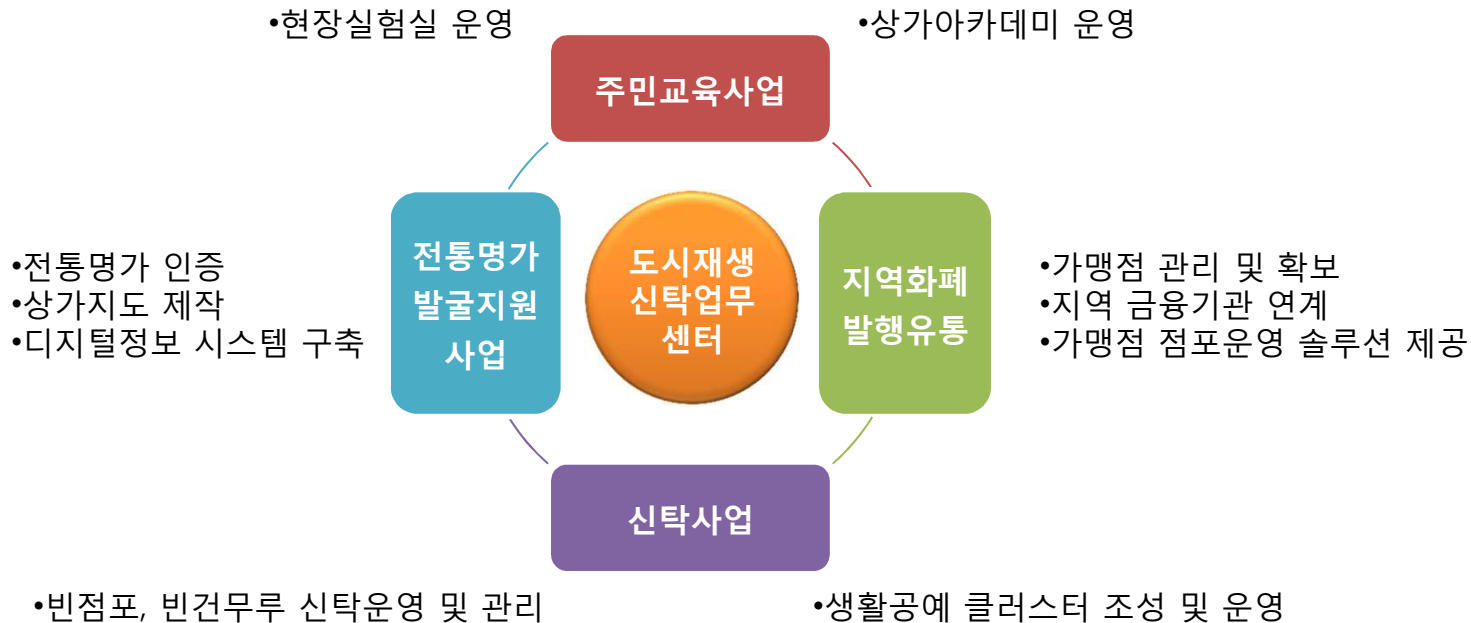 •현장실험실 운영
•상가아카데미 운영
주민교육사업
전통명가
발굴지원
사업
도시재생
신탁업무
센터
지역화폐
발행유통
•전통명가 인증
•상가지도 제작
•디지털정보 시스템 구축
•가맹점 관리 및 확보
•지역 금융기관 연계
•가맹점 점포운영 솔루션 제공
신탁사업
•빈점포, 빈건무루 신탁운영 및 관리
•생활공예 클러스터 조성 및 운영